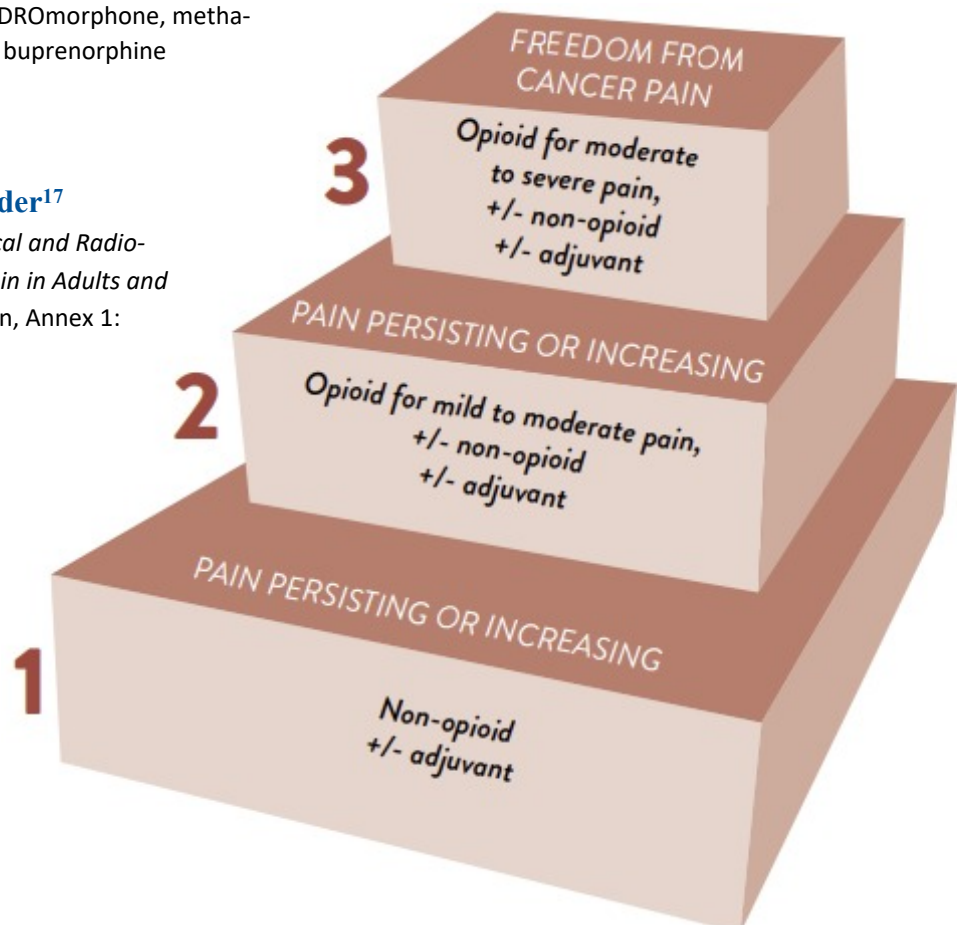 DROmorphone, metha-
buprenorphine
der17
cal and Radio-
in in Adults and
n, Annex 1:
FREEDOM FROM
CANCER PAIN
3
Opioid for moderate
to severe pain,
+/- non-opioid
+/- adjuvant
PAIN PERSISTING OR INCREASING
2
Opioid for mild to moderate pain,
+/- non-opioid
+/- adjuvant
PAIN PERSISTING OR INCREASING
1
Non-opioid
+/- adjuvant